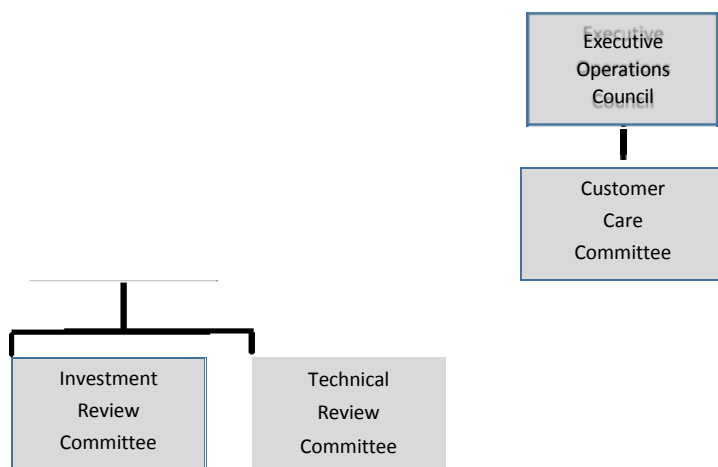 Executive
Operations
Council
Customer
Care
Committee
Investment
Review
Committee
Technical
Review
Committee